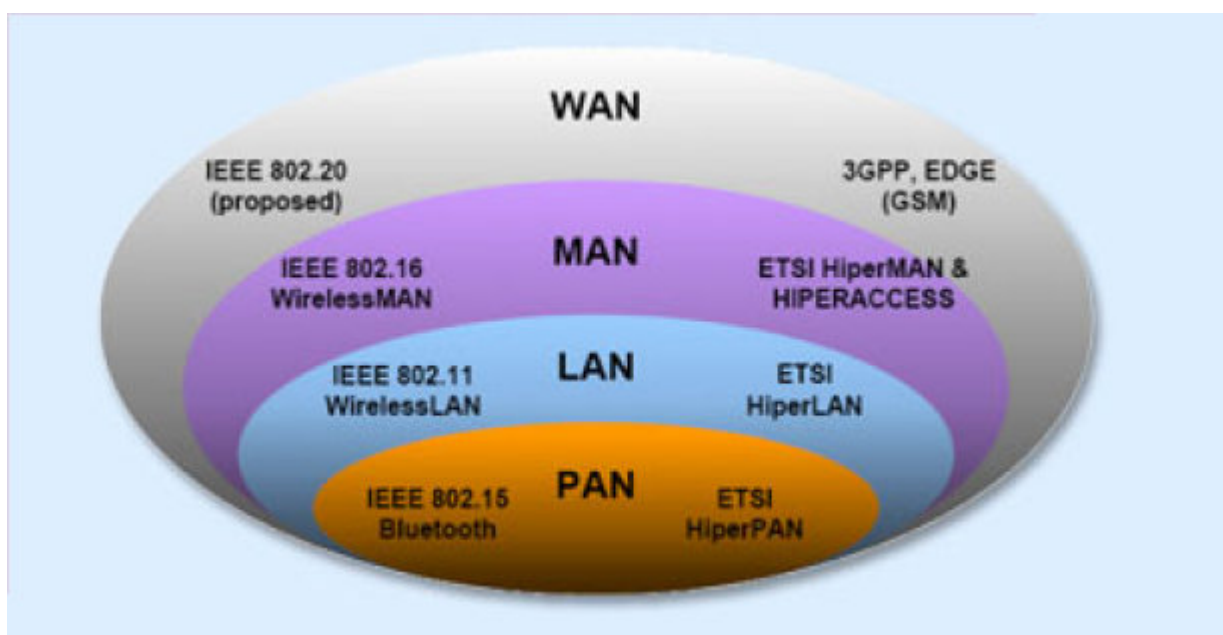 WAN
IEEE 802.20
(proposed)
3GPP, EDGE
(GSM)
MAN
IEEE 802.16
WirelessMAN
ETSI HiperMAN &
HIPERACCESS
LAN
IEEE 802.11
WirelessLAN
ETSI
HiperLAN
PAN
IEEE 802.15
Bluetooth
ETSI
HiperPAN